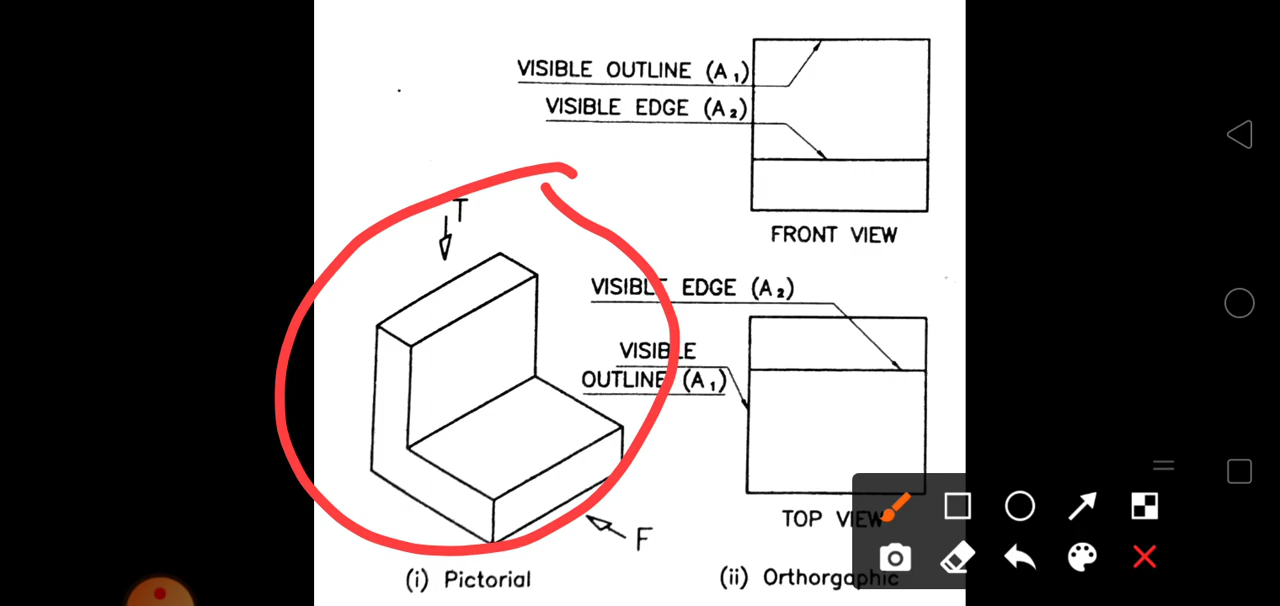 VISIBLE OUTLINE (A₁)
VISIBLE EDGE (A₂)
FRONT VIEW
T
VISIBLE EDGE (A₂)
VISIBLE
OUTLINE (A₁)
F
TOP VIEW
(i) Pictorial
(ii) Orthorgaphic